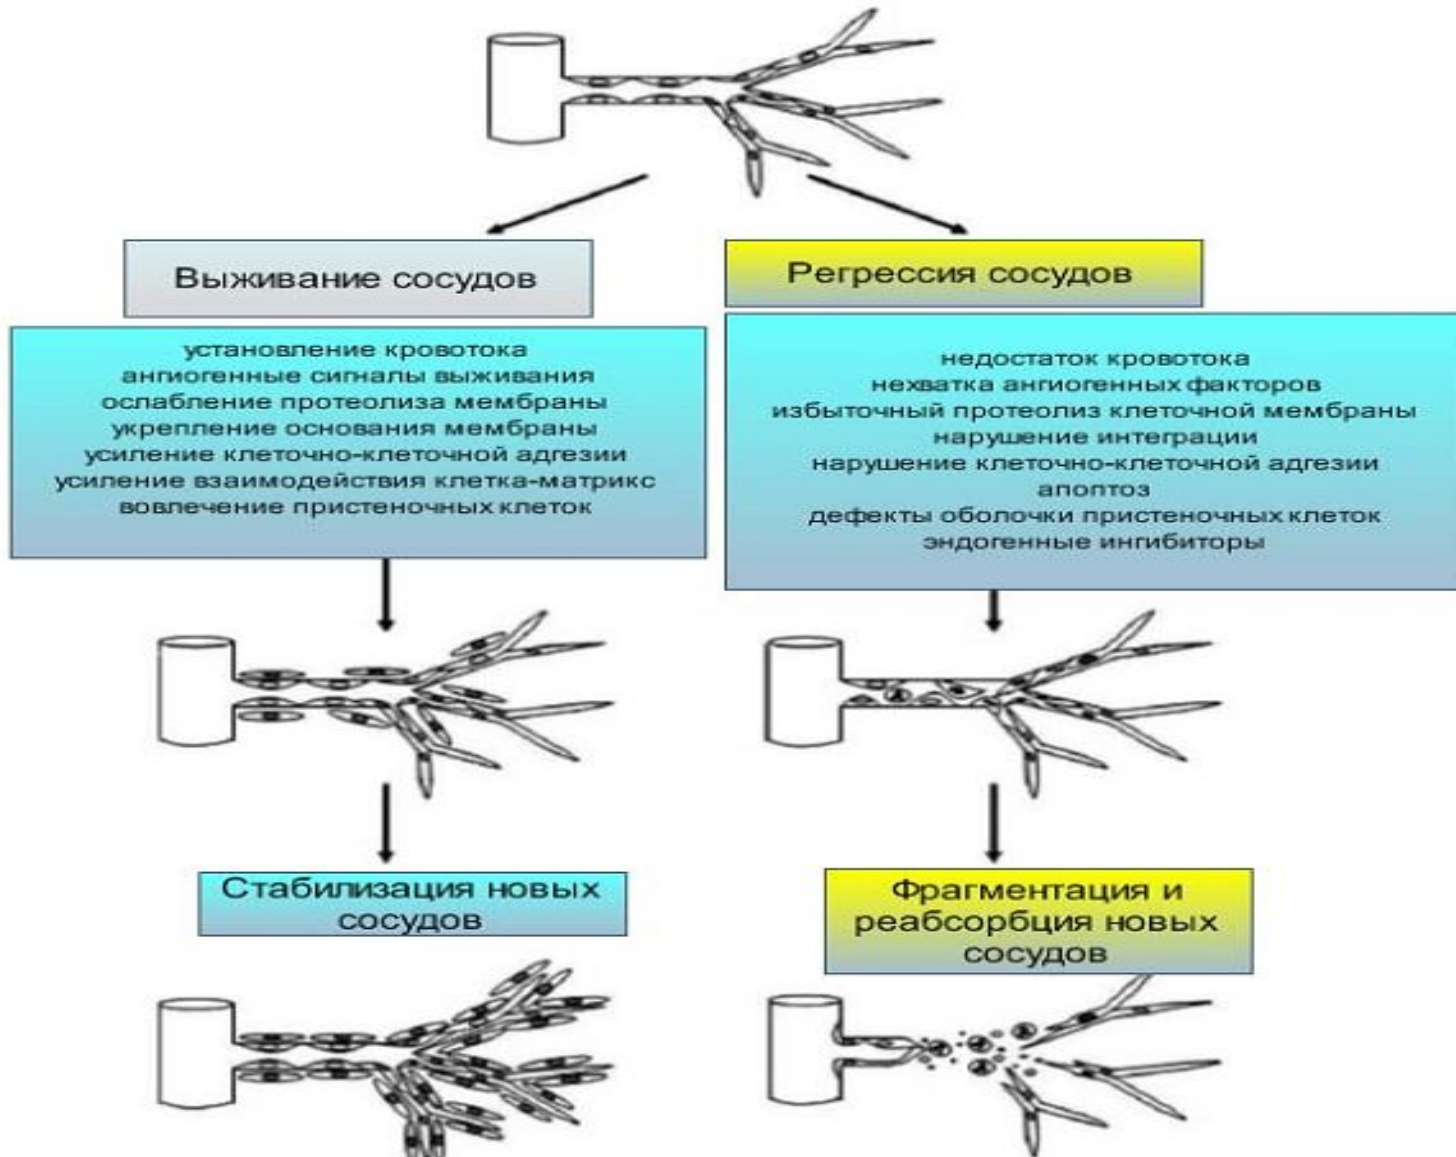 Выживание сосудов
установление кровотока
ангиогенные сигналы выживания
ослабление протеолиза мембраны
укрепление основания мембраны
усиление клеточно-клеточной адгезии
усиление взаимодействия клетка-матрикс
вовлечение пристеночных клеток
Регрессия сосудов
недостаток кровотока
нехватка ангиогенных факторов
избыточный протеолиз клеточной мембраны
нарушение интеграции
нарушение клеточно-клеточной адгезии
апоптоз
дефекты оболочки пристеночных клеток
эндогенные ингибиторы
Стабилизация новых
сосудов
Фрагментация и
реабсорбция новых
сосудов